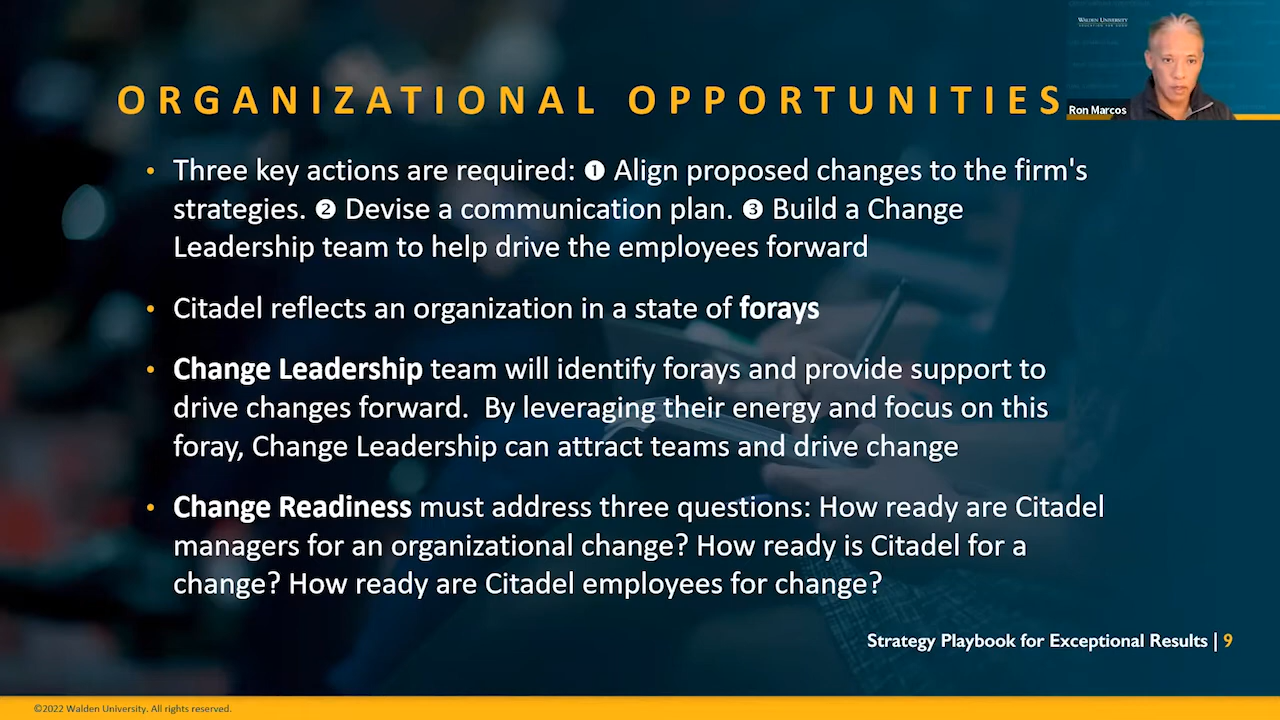 WALDEN UNIVERSITY
ORGANIZATIONAL OPPORTUNITIES
Ron Marcos
• Three key actions are required: ❶ Align proposed changes to the firm's
strategies. ❷ Devise a communication plan. ❸ Build a Change
Leadership team to help drive the employees forward
• Citadel reflects an organization in a state of forays
• Change Leadership team will identify forays and provide support to
drive changes forward.  By leveraging their energy and focus on this
foray, Change Leadership can attract teams and drive change
• Change Readiness must address three questions: How ready are Citadel
managers for an organizational change? How ready is Citadel for a
change? How ready are Citadel employees for change?
Strategy Playbook for Exceptional Results | 9
©2022 Walden University. All rights reserved.